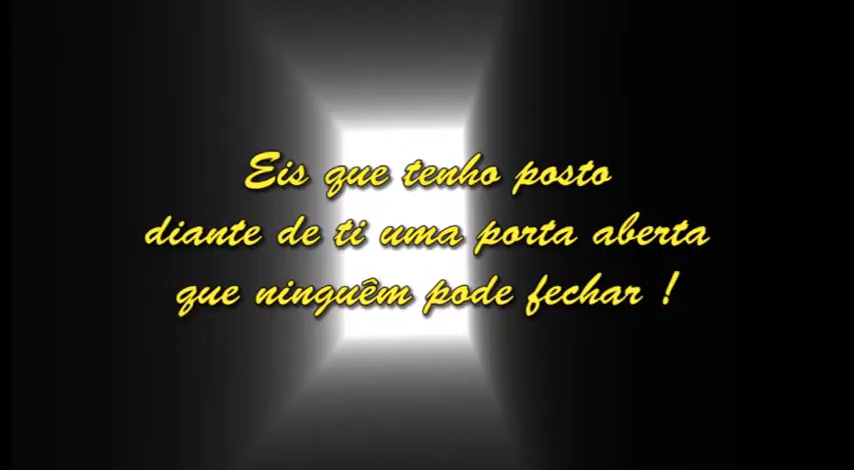 Eis que tenho posto
diante de ti uma porta aberta
que ninguêm pode fechar !